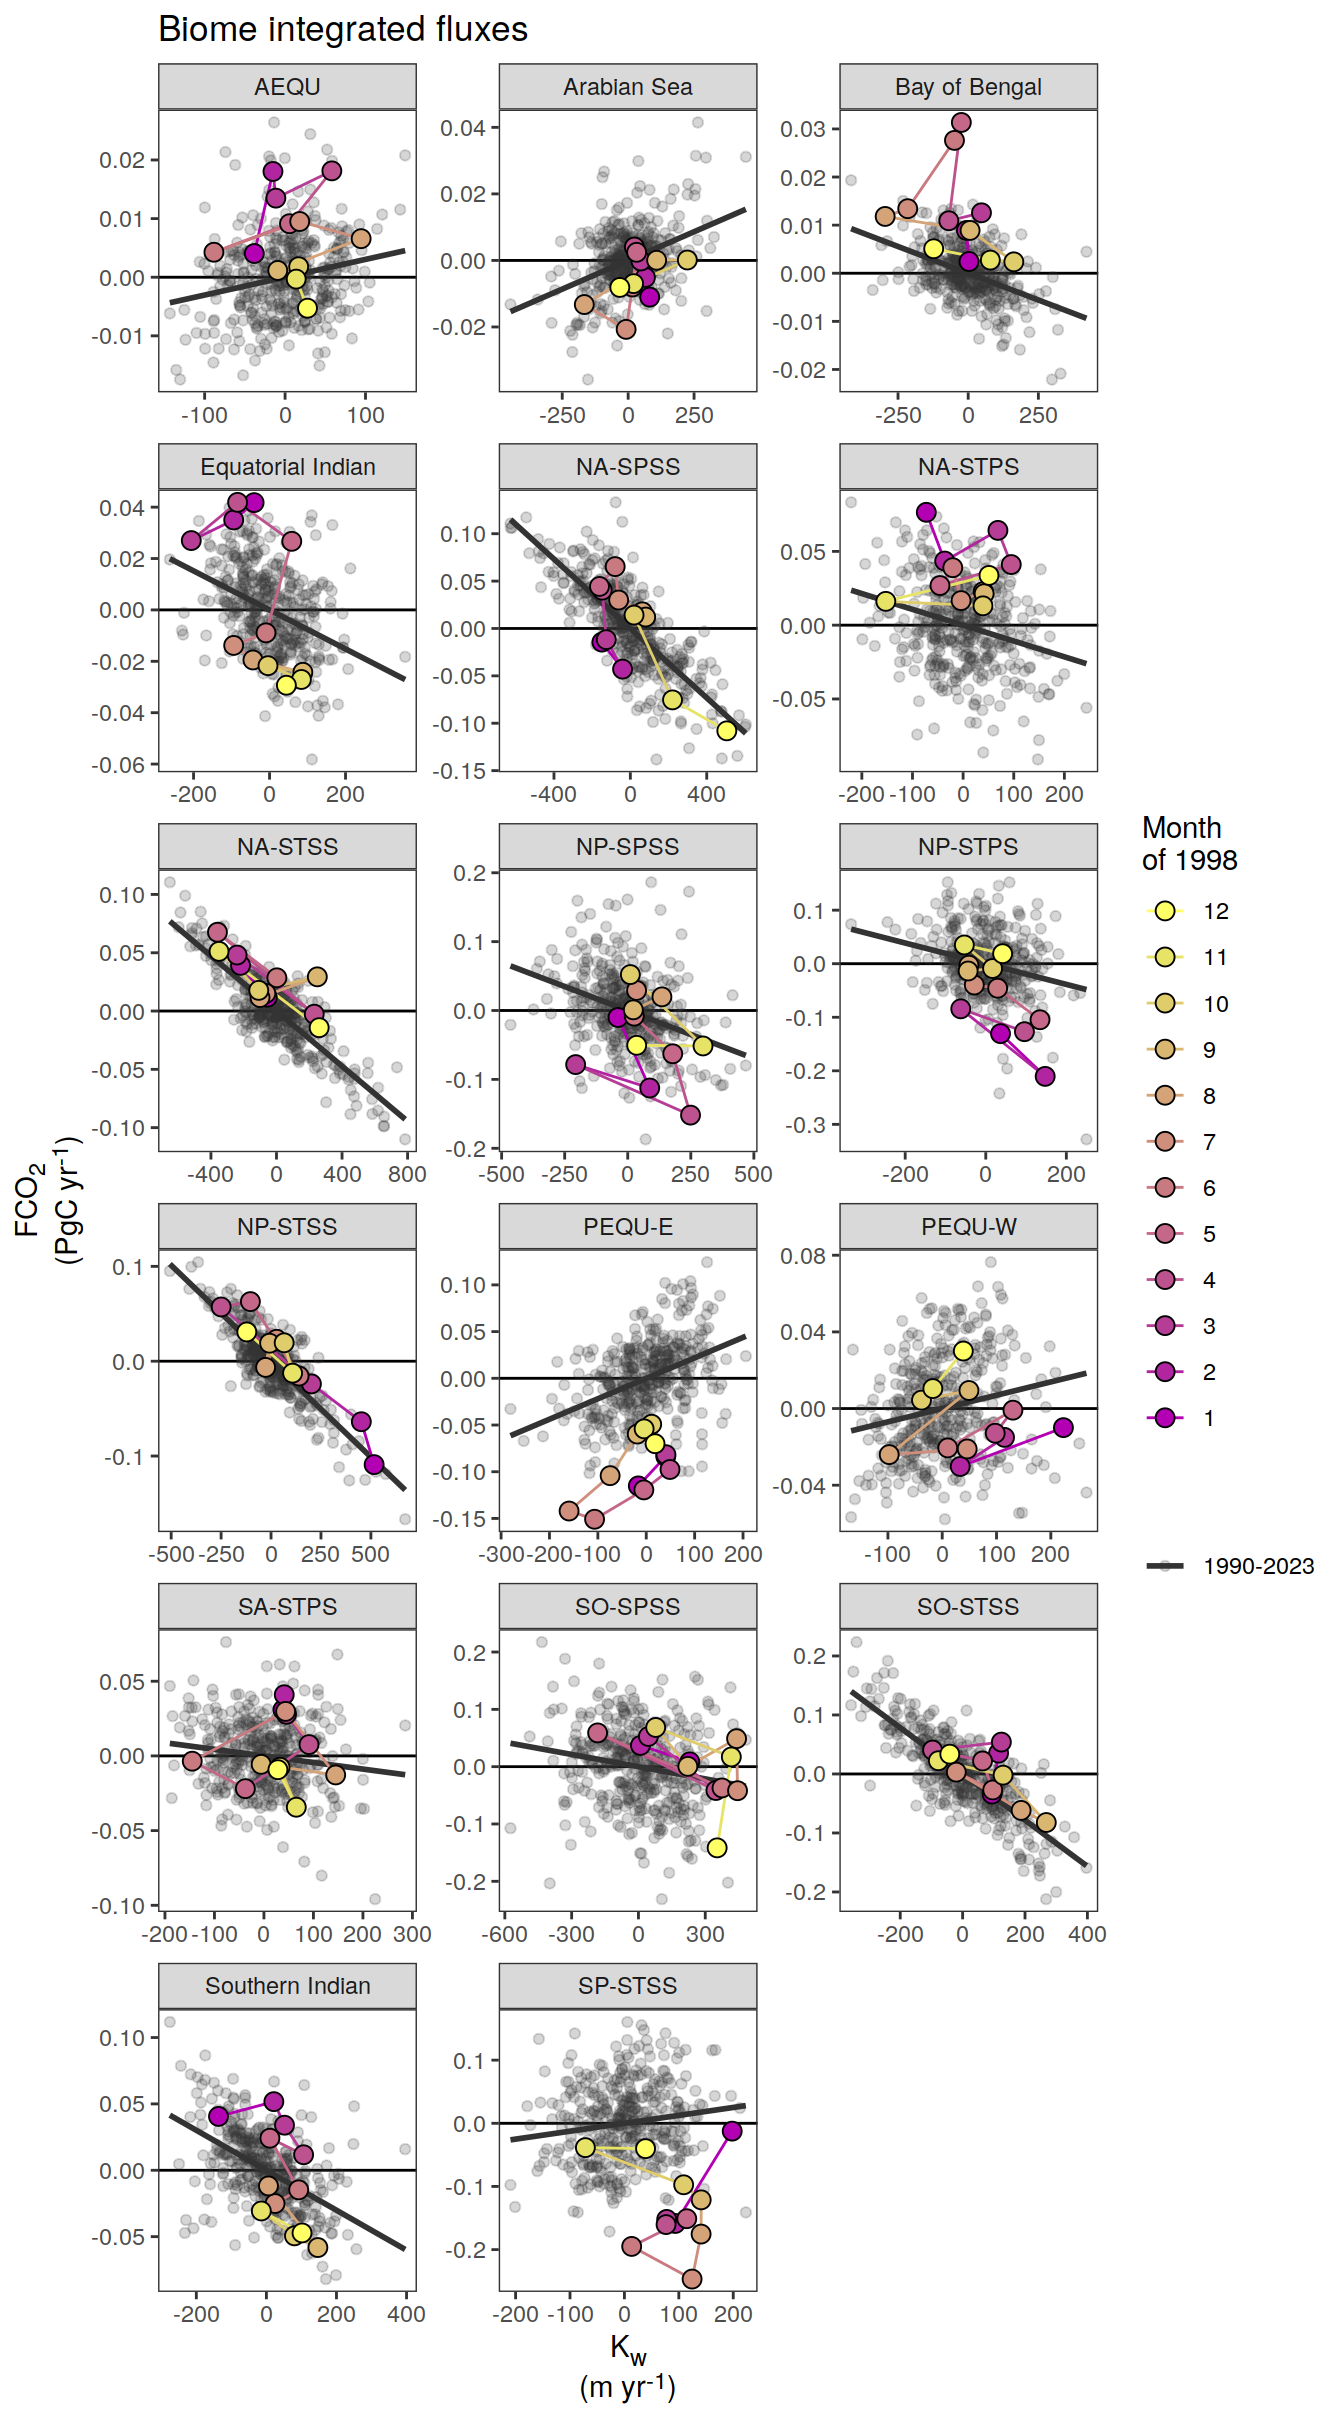 Biome integrated fluxes
AEQU
0.02
0.01
0.00
-0.01
-100 0 100
Arabian Sea
0.04
0.02
0.00
-0.02
-250 0 250
Bay of Bengal
0.03
0.02
0.01
0.00
-0.01
-0.02
-250 0 250
Equatorial Indian
0.04
0.02
0.00
-0.02
-0.04
-0.06
-200 0 200
NA-SPSS
0.10
0.05
0.00
-0.05
-0.10
-0.15
-400 0 400
NA-STPS
0.05
0.00
-0.05
-200 -100 0 100 200
NA-STSS
0.10
0.05
0.00
-0.05
-0.10
-400 0 400 800
NP-SPSS
0.2
0.1
0.0
-0.1
-0.2
-500 -250 0 250 500
NP-STPS
0.1
0.0
-0.1
-0.2
-0.3
-200 0 200
NP-STSS
0.1
0.0
-0.1
-500 -250 0 250 500
PEQU-E
0.10
0.05
0.00
-0.05
-0.10
-0.15
-300 -200 -100 0 100 200
PEQU-W
0.08
0.04
0.00
-0.04
-100 0 100 200
SA-STPS
0.05
0.00
-0.05
-0.10
-200 -100 0 100 200 300
SO-SPSS
0.2
0.1
0.0
-0.1
-0.2
-600 -300 0 300
SO-STSS
0.2
0.1
0.0
-0.1
-0.2
-200 0 200 400
Southern Indian
0.10
0.05
0.00
-0.05
-200 0 200 400
SP-STSS
0.1
0.0
-0.1
-0.2
-200 -100 0 100 200
FCO₂
(PgC yr⁻¹)
K_w
(m yr⁻¹)
Month
of 1998
12
11
10
9
8
7
6
5
4
3
2
1
1990-2023